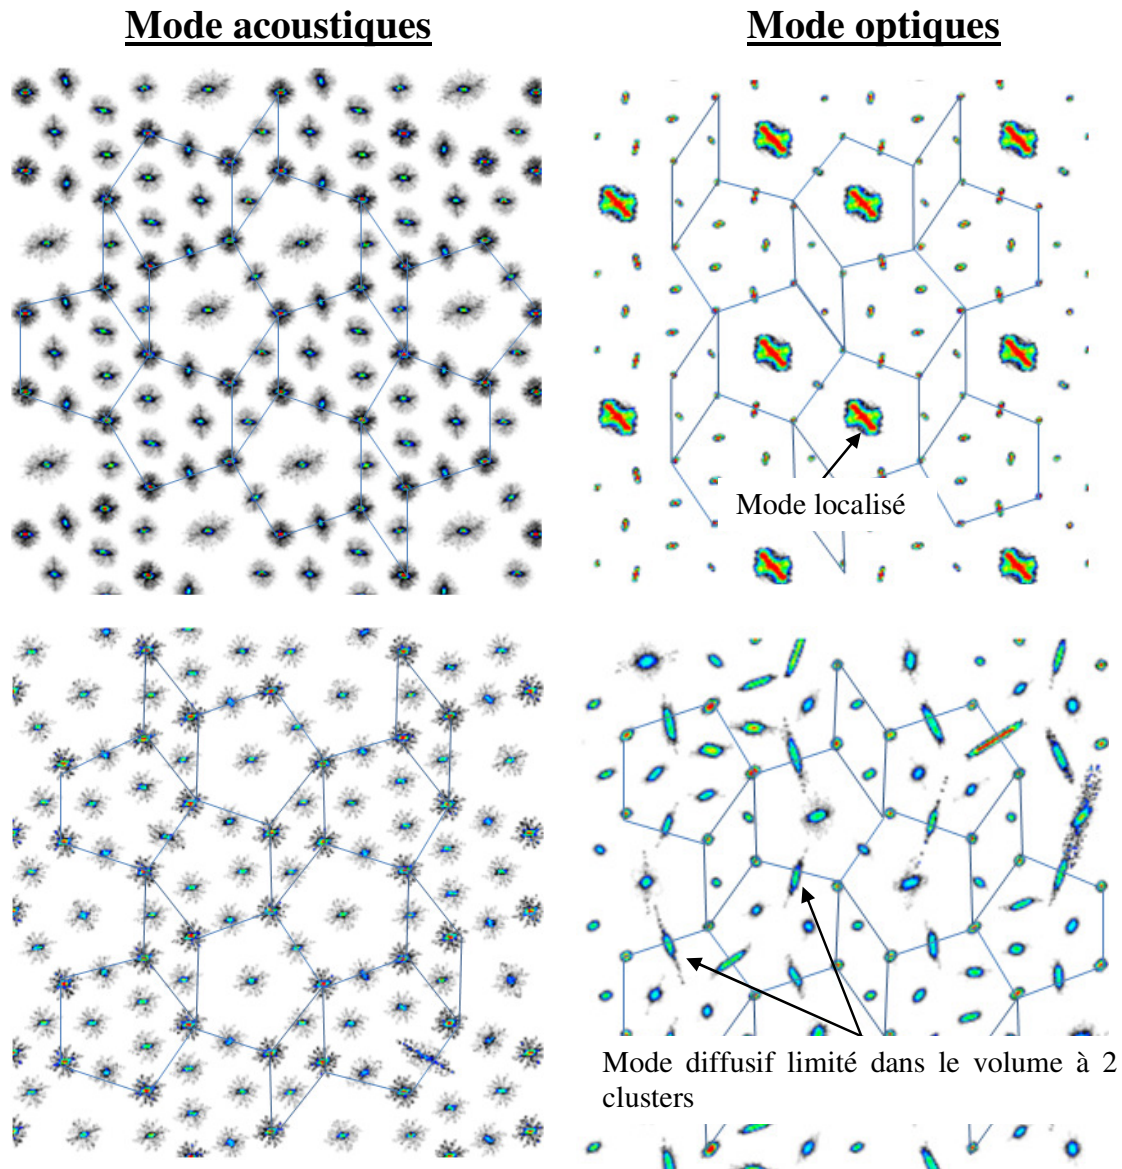 Mode acoustiques
Mode optiques
Mode localisé
Mode diffusif limité dans le volume à 2
clusters